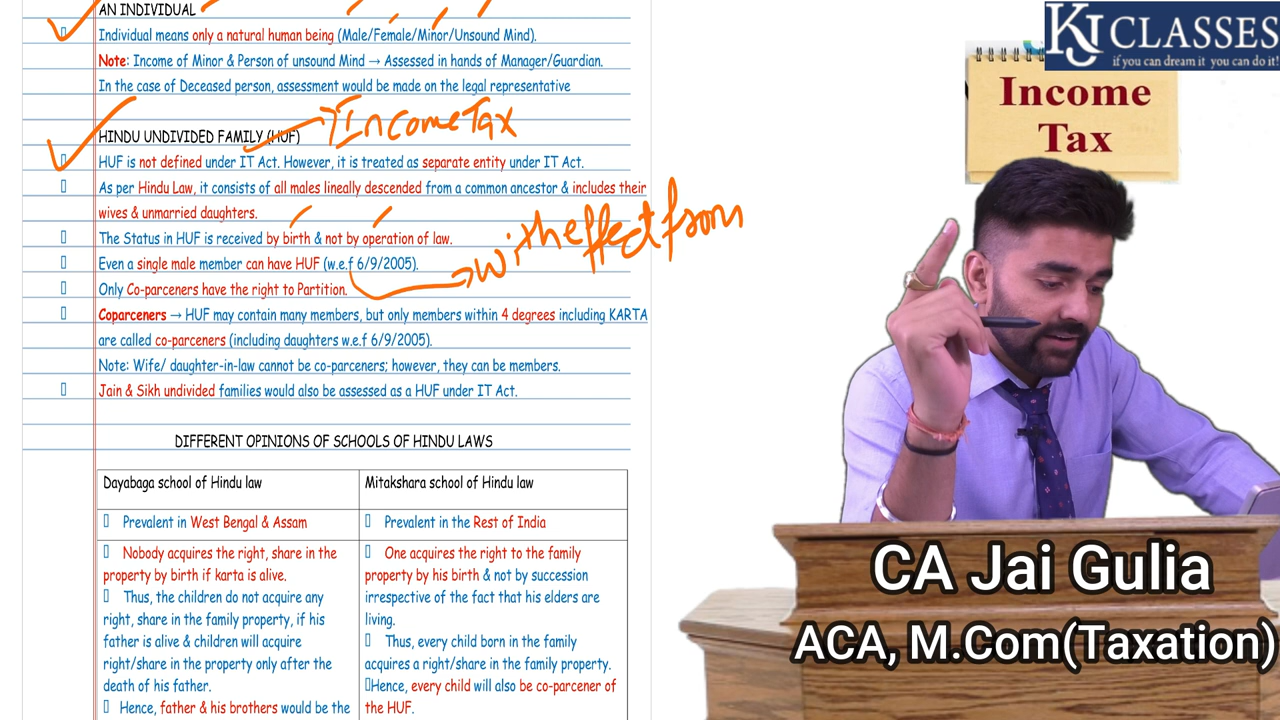 AN INDIVIDUAL
Individual means only a natural human being (Male/Female/Minor/Unsound Mind).
Note: Income of Minor & Person of unsound Mind → Assessed in hands of Manager/Guardian.
In the case of Deceased person, assessment would be made on the legal representative
HINDU UNDIVIDED FAMILY (HUF)
Income Tax
HUF is not defined under IT Act. However, it is treated as separate entity under IT Act.
As per Hindu Law, it consists of all males lineally descended from a common ancestor & includes their
wives & unmarried daughters.
The Status in HUF is received by birth & not by operation of law.
Even a single male member can have HUF (w.e.f 6/9/2005).
with effect from
Only Co-parceners have the right to Partition.
Coparceners → HUF may contain many members, but only members within 4 degrees including KARTA
are called co-parceners (including daughters w.e.f 6/9/2005).
Note: Wife/ daughter-in-law cannot be co-parceners; however, they can be members.
Jain & Sikh undivided families would also be assessed as a HUF under IT Act.
DIFFERENT OPINIONS OF SCHOOLS OF HINDU LAWS
Dayabaga school of Hindu law
Prevalent in West Bengal & Assam
Nobody acquires the right, share in the
property by birth if karta is alive.
Thus, the children do not acquire any
right, share in the family property, if his
father is alive & children will acquire
right/share in the property only after the
death of his father.
Hence, father & his brothers would be the
Mitakshara school of Hindu law
Prevalent in the Rest of India
One acquires the right to the family
property by his birth & not by succession
irrespective of the fact that his elders are
living.
Thus, every child born in the family
acquires a right/share in the family property.
Hence, every child will also be co-parcener of
the HUF.
KJ CLASSES
if you can dream it you can do it!
Income
Tax
CA Jai Gulia
ACA, M.Com(Taxation)